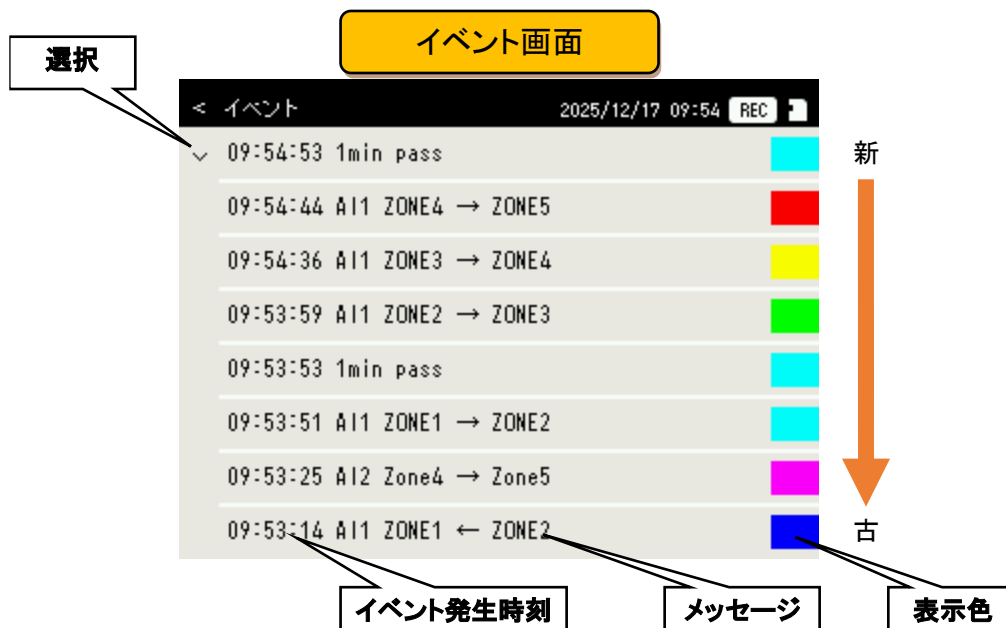 イベント画面
選択
< イベント 2025/12/17 09:54 REC
09:54:53 1min pass
新
09:54:44 AI1 ZONE4 → ZONE5
09:54:36 AI1 ZONE3 → ZONE4
09:53:59 AI1 ZONE2 → ZONE3
09:53:53 1min pass
09:53:51 AI1 ZONE1 → ZONE2
09:53:25 AI2 Zone4 → Zone5
09:53:14 AI1 ZONE1 ← ZONE2
古
イベント発生時刻
メッセージ
表示色